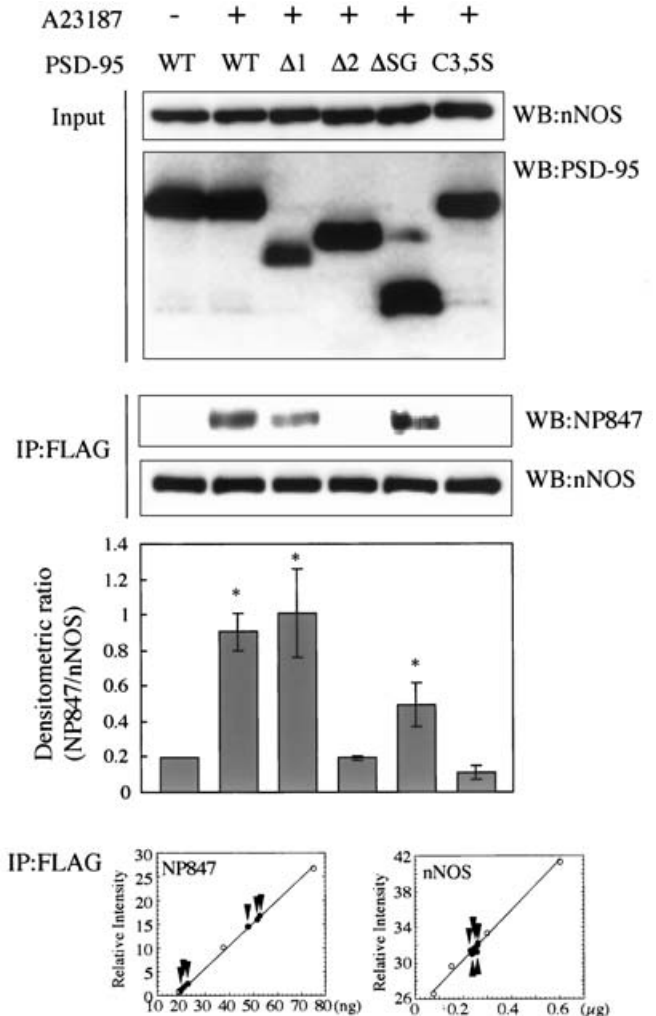 A23187 - + + + + +
PSD-95 WT WT Δ1 Δ2 ΔSG C3,5S
Input
WB:nNOS
WB:PSD-95
IP:FLAG
WB:NP847
WB:nNOS
Densitometric ratio
(NP847/nNOS)
1.4
1.2
1
0.8
0.6
0.4
0.2
0
* * *
IP:FLAG
NP847
Relative Intensity
30
25
20
15
10
5
0
10 20 30 40 50 60 70 80 (ng)
nNOS
Relative Intensity
42
38
34
30
26
0 0.2 0.4 0.6 0.8 (μg)